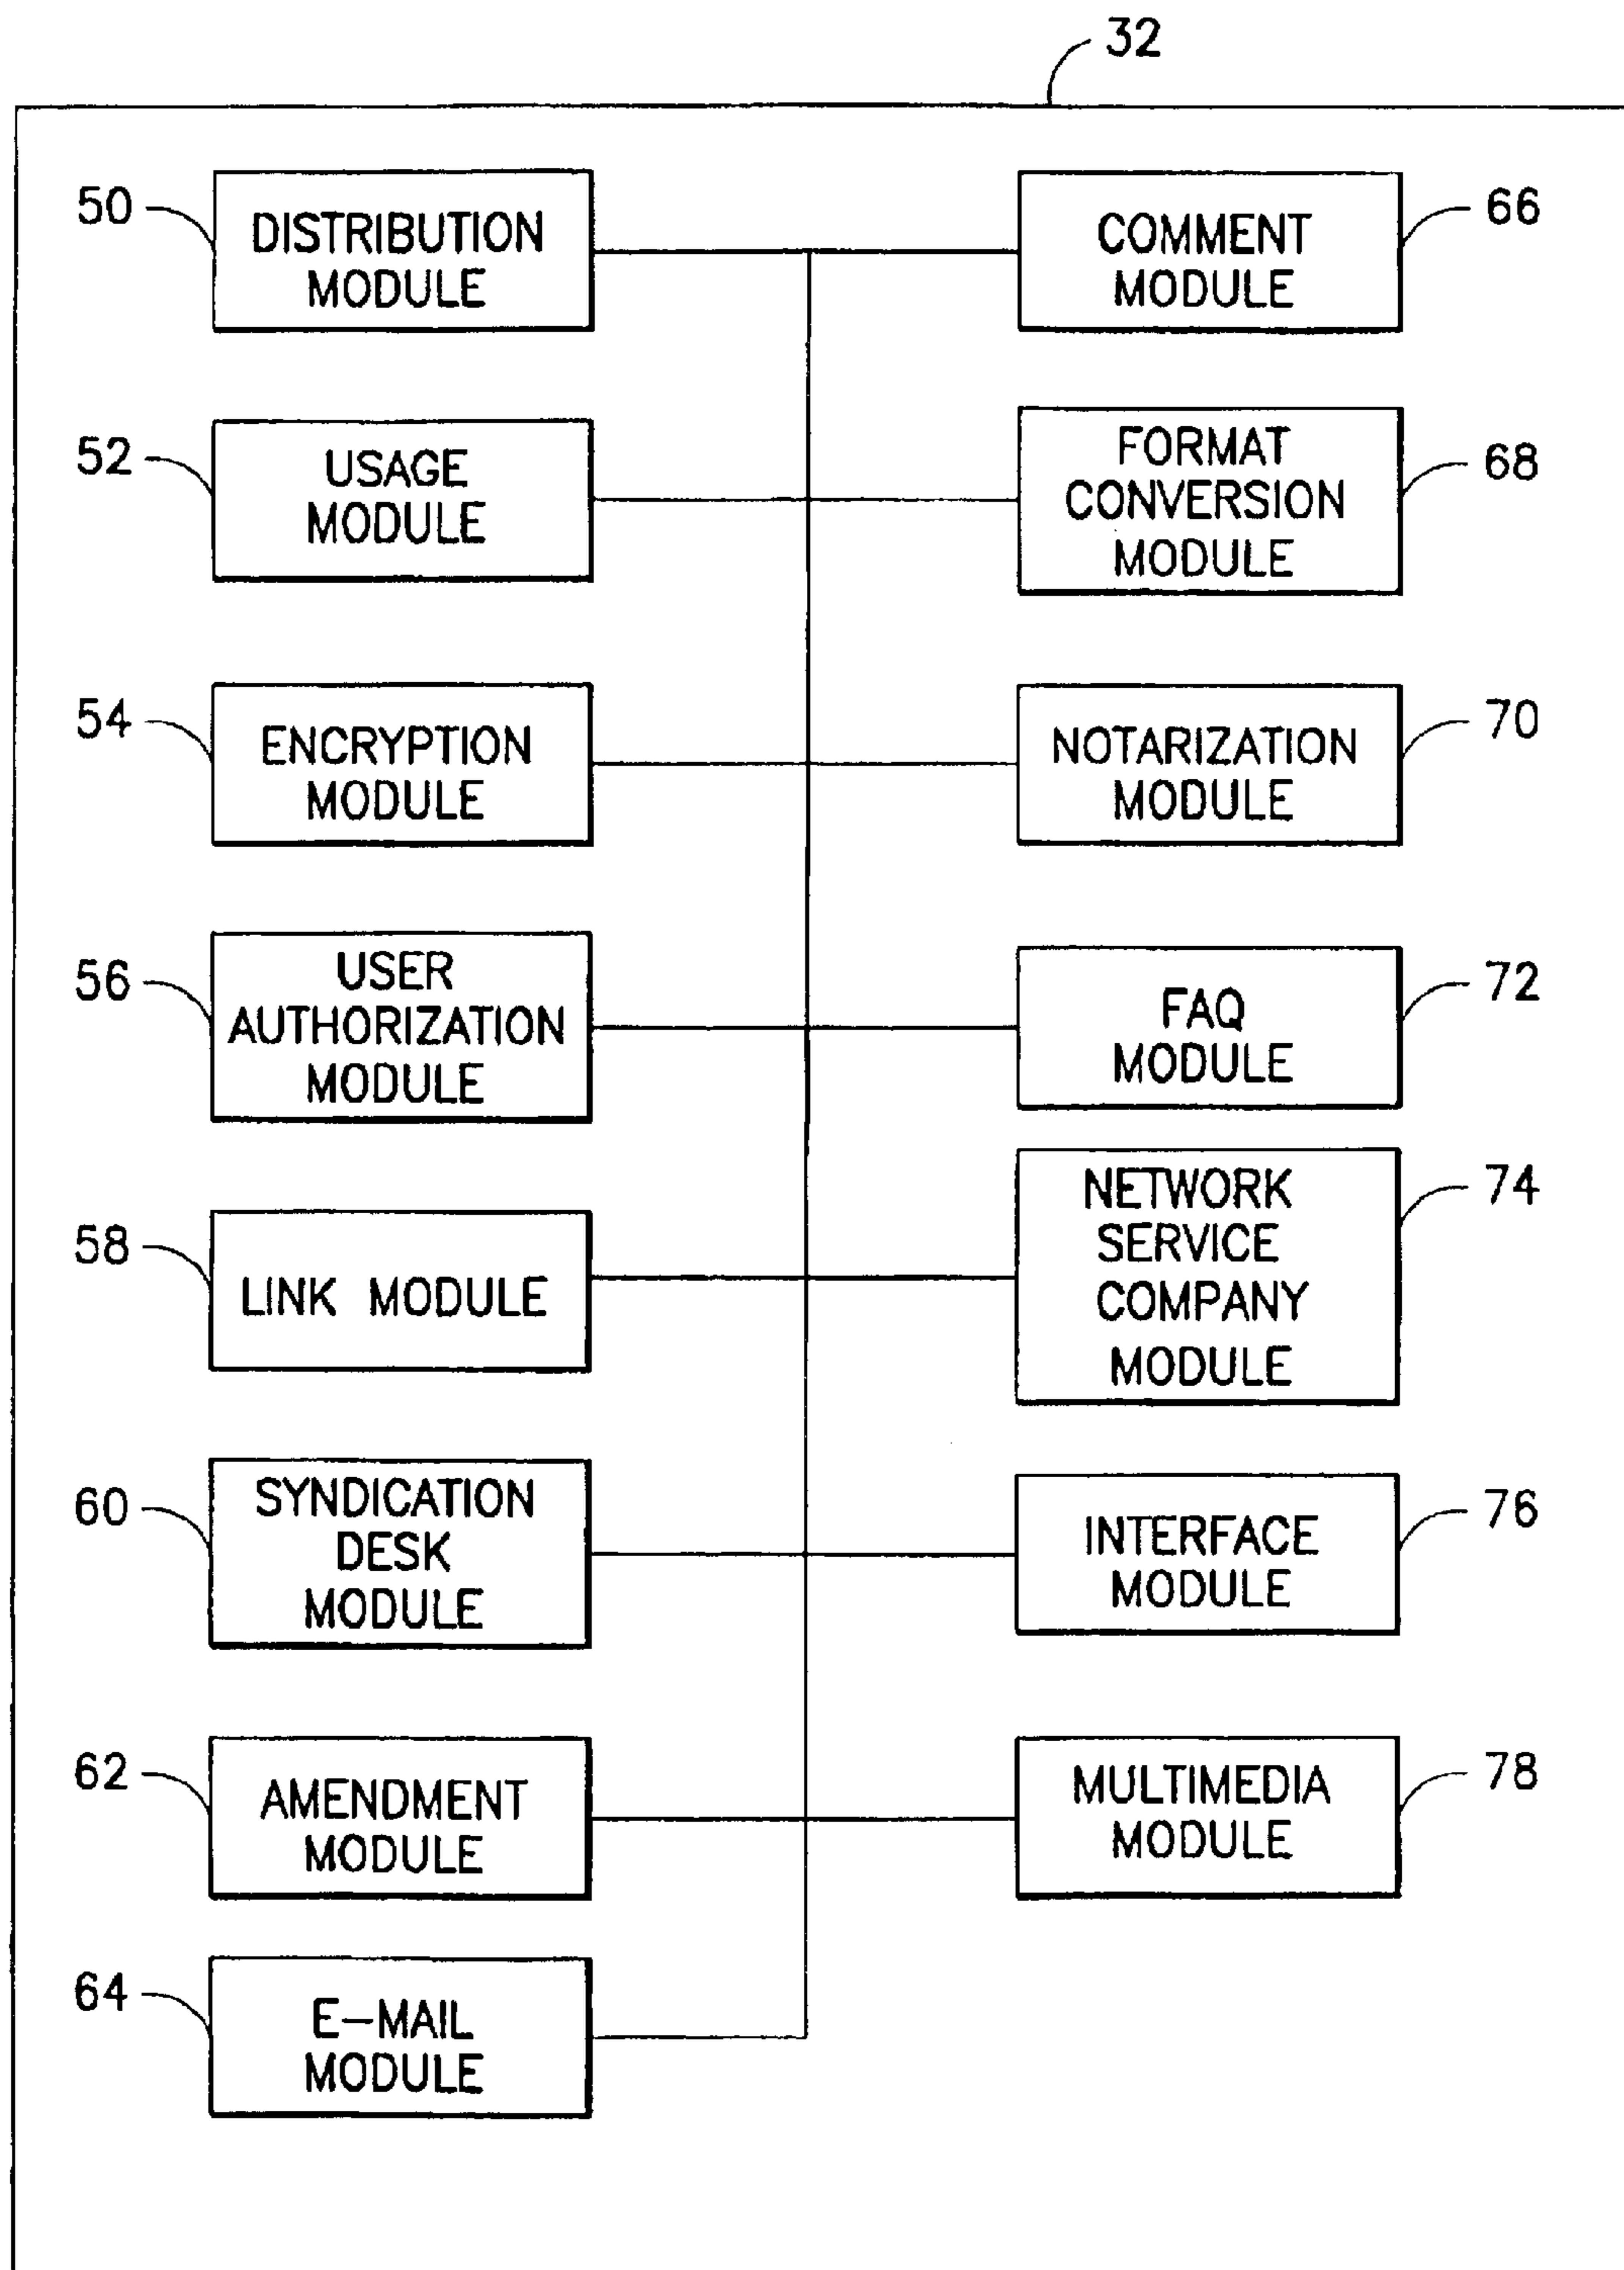 32
50
DISTRIBUTION
MODULE
COMMENT
MODULE
66
52
USAGE
MODULE
FORMAT
CONVERSION
MODULE
68
54
ENCRYPTION
MODULE
NOTARIZATION
MODULE
70
56
USER
AUTHORIZATION
MODULE
FAQ
MODULE
72
58
LINK MODULE
NETWORK
SERVICE
COMPANY
MODULE
74
60
SYNDICATION
DESK
MODULE
INTERFACE
MODULE
76
62
AMENDMENT
MODULE
MULTIMEDIA
MODULE
78
64
E-MAIL
MODULE